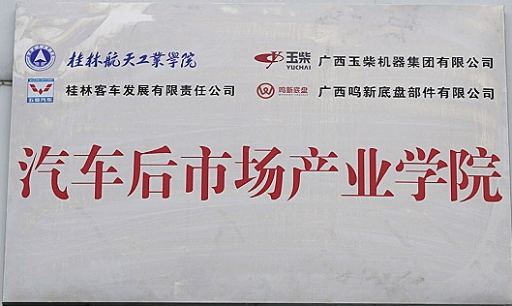 桂林航天工業學院 玉柴 YUCHAI 广西玉柴机器集团有限公司
五菱汽车 桂林客车发展有限责任公司 鸣新底盘 广西鸣新底盘部件有限公司
汽车后市场产业学院